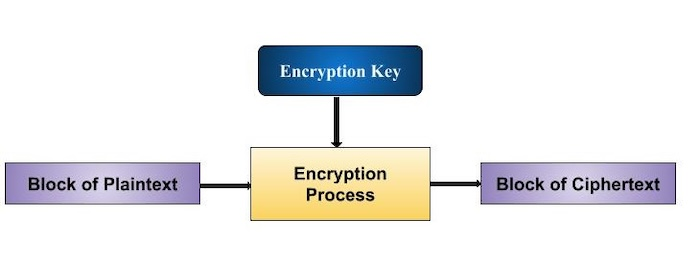 Encryption Key
Block of Plaintext
Encryption
Process
Block of Ciphertext